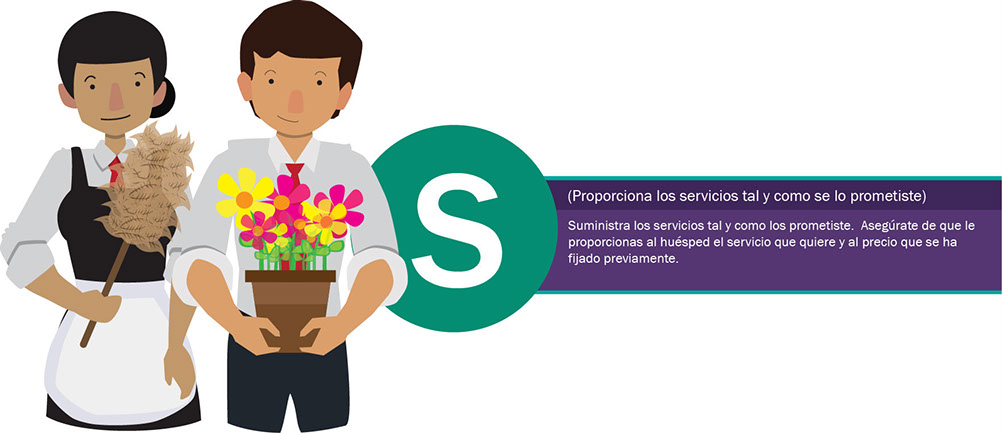 S
(Proporciona los servicios tal y como se lo prometiste)
Suministra los servicios tal y como los prometiste.  Asegúrate de que le
proporcionas al huésped el servicio que quiere y al precio que se ha
fijado previamente.